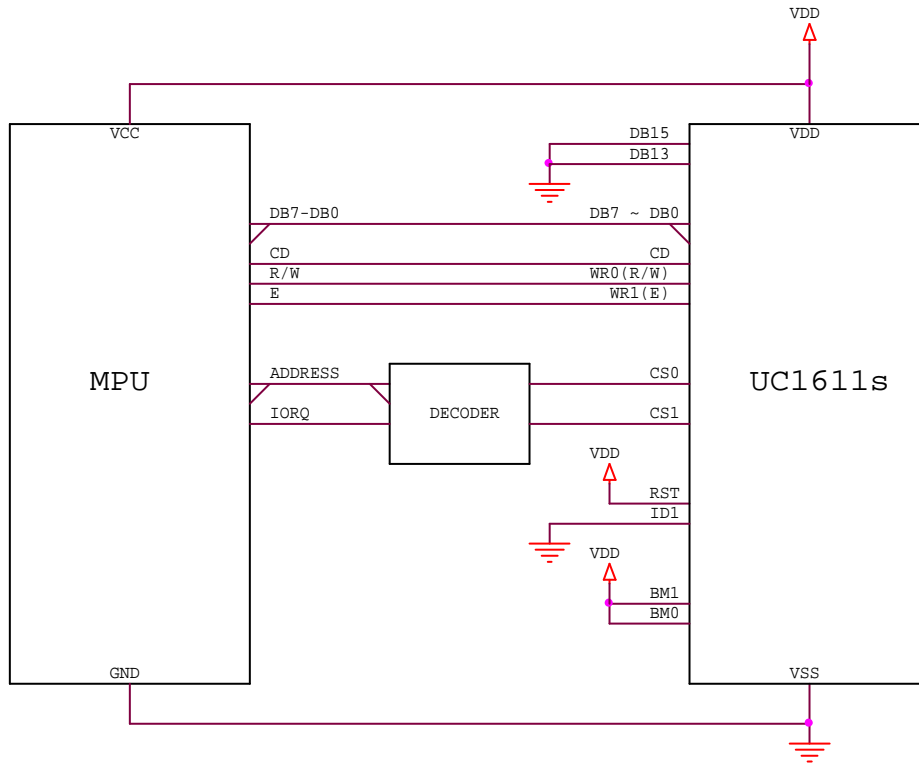 VDD
VCC
VDD
DB15
DB13
DB7-DB0
DB7 ~ DB0
CD
CD
R/W
WR0(R/W)
E
WR1(E)
MPU
UC1611s
ADDRESS
CS0
IORQ
DECODER
CS1
VDD
RST
ID1
VDD
BM1
BM0
GND
VSS